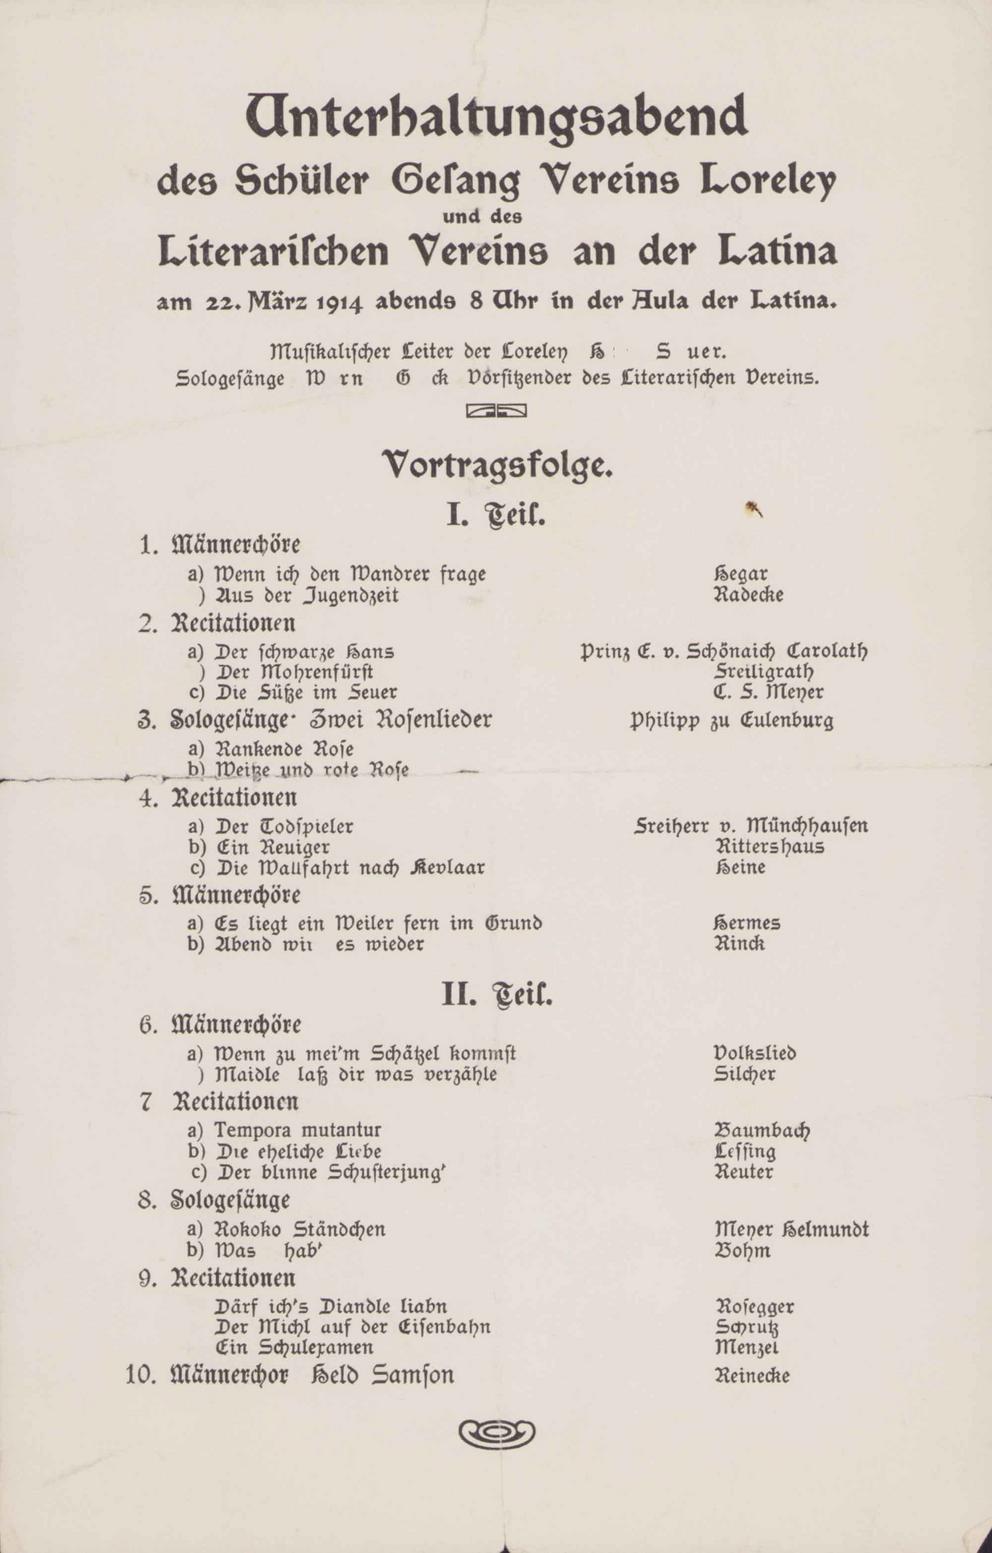 Unterhaltungsabend
des Schüler Geſang Vereins Loreley
und des
Literariſchen Vereins an der Latina
am 22. März 1914 abends 8 Uhr in der Aula der Latina.
Muſikaliſcher Leiter der Loreley
Sologeſänge Vorſitzender des Literariſchen Vereins.
Vortragsfolge.
I. Teil.
1. Männerchöre
a) Wenn ich den Wandrer frage Hegar
) Aus der Jugendzeit Radecke
2. Recitationen
a) Der ſchwarze Hans Prinz E. v. Schönaich Carolath
) Der Mohrenfürſt Freiligrath
c) Die Füße im Feuer C. F. Meyer
3. Sologeſänge Zwei Roſenlieder Philipp zu Eulenburg
a) Rankende Roſe
b) Weiße und rote Roſe
4. Recitationen
a) Der Todſpieler Freiherr v. Münchhauſen
b) Ein Reuiger Rittershaus
c) Die Wallfahrt nach Kevlaar Heine
5. Männerchöre
a) Es liegt ein Weiler fern im Grund Hermes
b) Abend es wieder Rinck
II. Teil.
6. Männerchöre
a) Wenn zu mei'm Schätzel kommſt Volkslied
) Maidle laß dir was verzähle Silcher
7 Recitationen
a) Tempora mutantur Baumbach
b) Die eheliche Liebe Leſſing
c) Der blinne Schuſterjung' Reuter
8. Sologeſänge
a) Rokoko Ständchen Meyer Helmundt
b) Was hab' Bohm
9. Recitationen
Därf ich's Diandle liabn Roſegger
Der Michl auf der Eiſenbahn Schrutz
Ein Schulexamen Menzel
10. Männerchor Held Samſon Reinecke